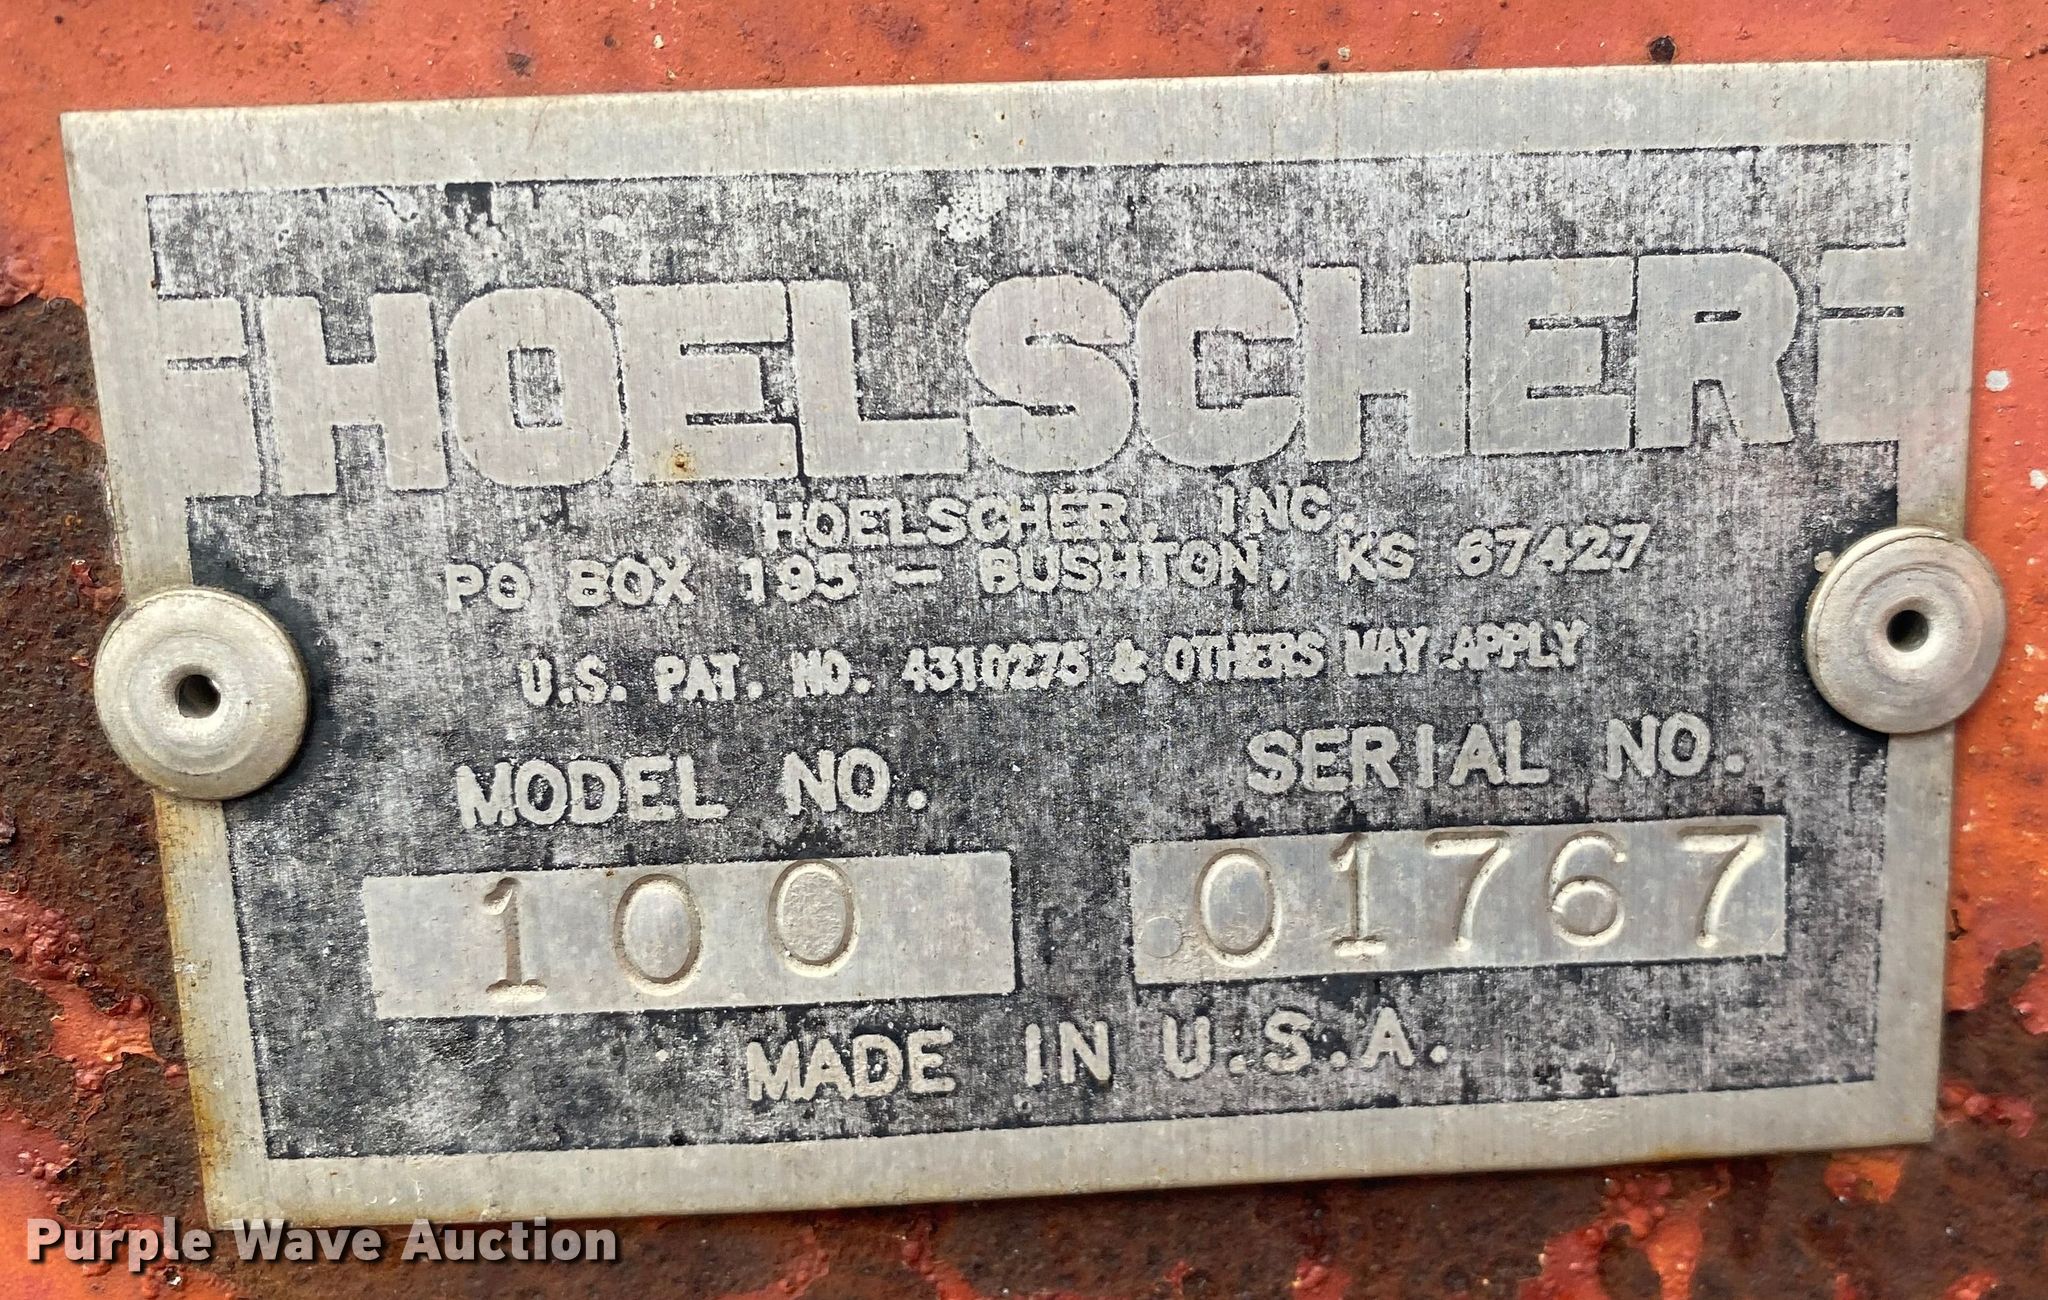 HOELSCHER
HOELSCHER, INC.
PO BOX 195 – BUSHTON, KS 67427
U.S. PAT. NO. 4310275 & OTHERS MAY APPLY
MODEL NO. SERIAL NO.
100 01767
MADE IN U.S.A.
Purple Wave Auction